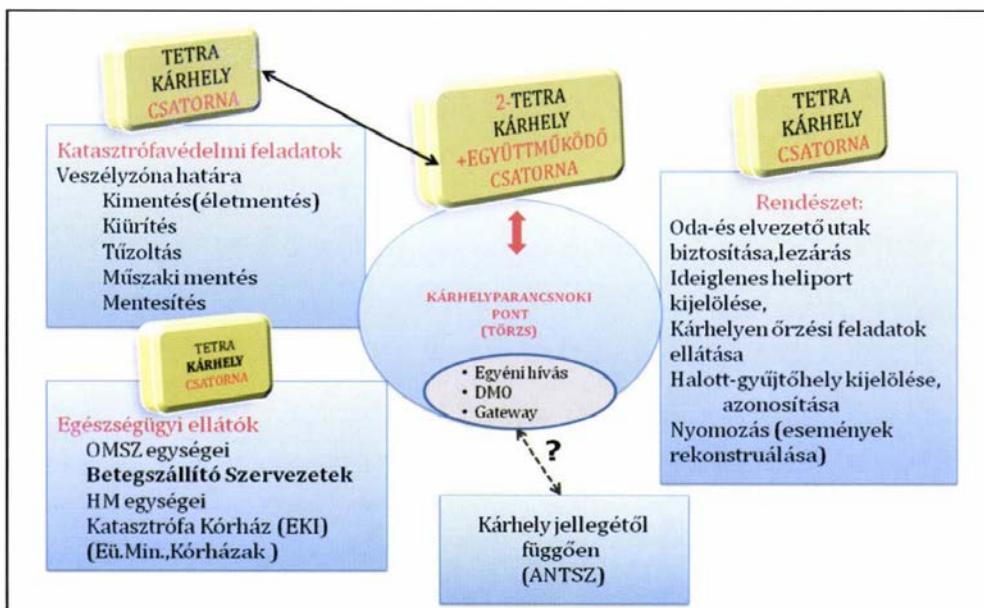 TETRA
KÁRHELY
CSATORNA
Katasztrófavédelmi feladatok
Veszélyzóna határa
Kimentés(életmentés)
Kiürítés
Tűzoltás
Műszaki mentés
Mentesítés
TETRA
KÁRHELY
CSATORNA
Egészségügyi ellátók
OMSZ egységei
Betegszállító Szervezetek
HM egységei
Katasztrófa Kórház (EKI)
(Eü.Min.,Kórházak )
2-TETRA
KÁRHELY
+EGYÜTTMŰKÖDŐ
CSATORNA
KÁRHELYPARANCSNOKI
PONT
(TÖRZS)
• Egyéni hívás
• DMO
• Gateway
?
Kárhely jellegétől
függően
(ANTSZ)
TETRA
KÁRHELY
CSATORNA
Rendészet:
Oda-és elvezető utak
biztosítása,lezárás
Ideiglenes heliport
kijelölése,
Kárhelyen őrzési feladatok
ellátása
Halott-gyűjtőhely kijelölése,
azonosítása
Nyomozás (események
rekonstruálása)